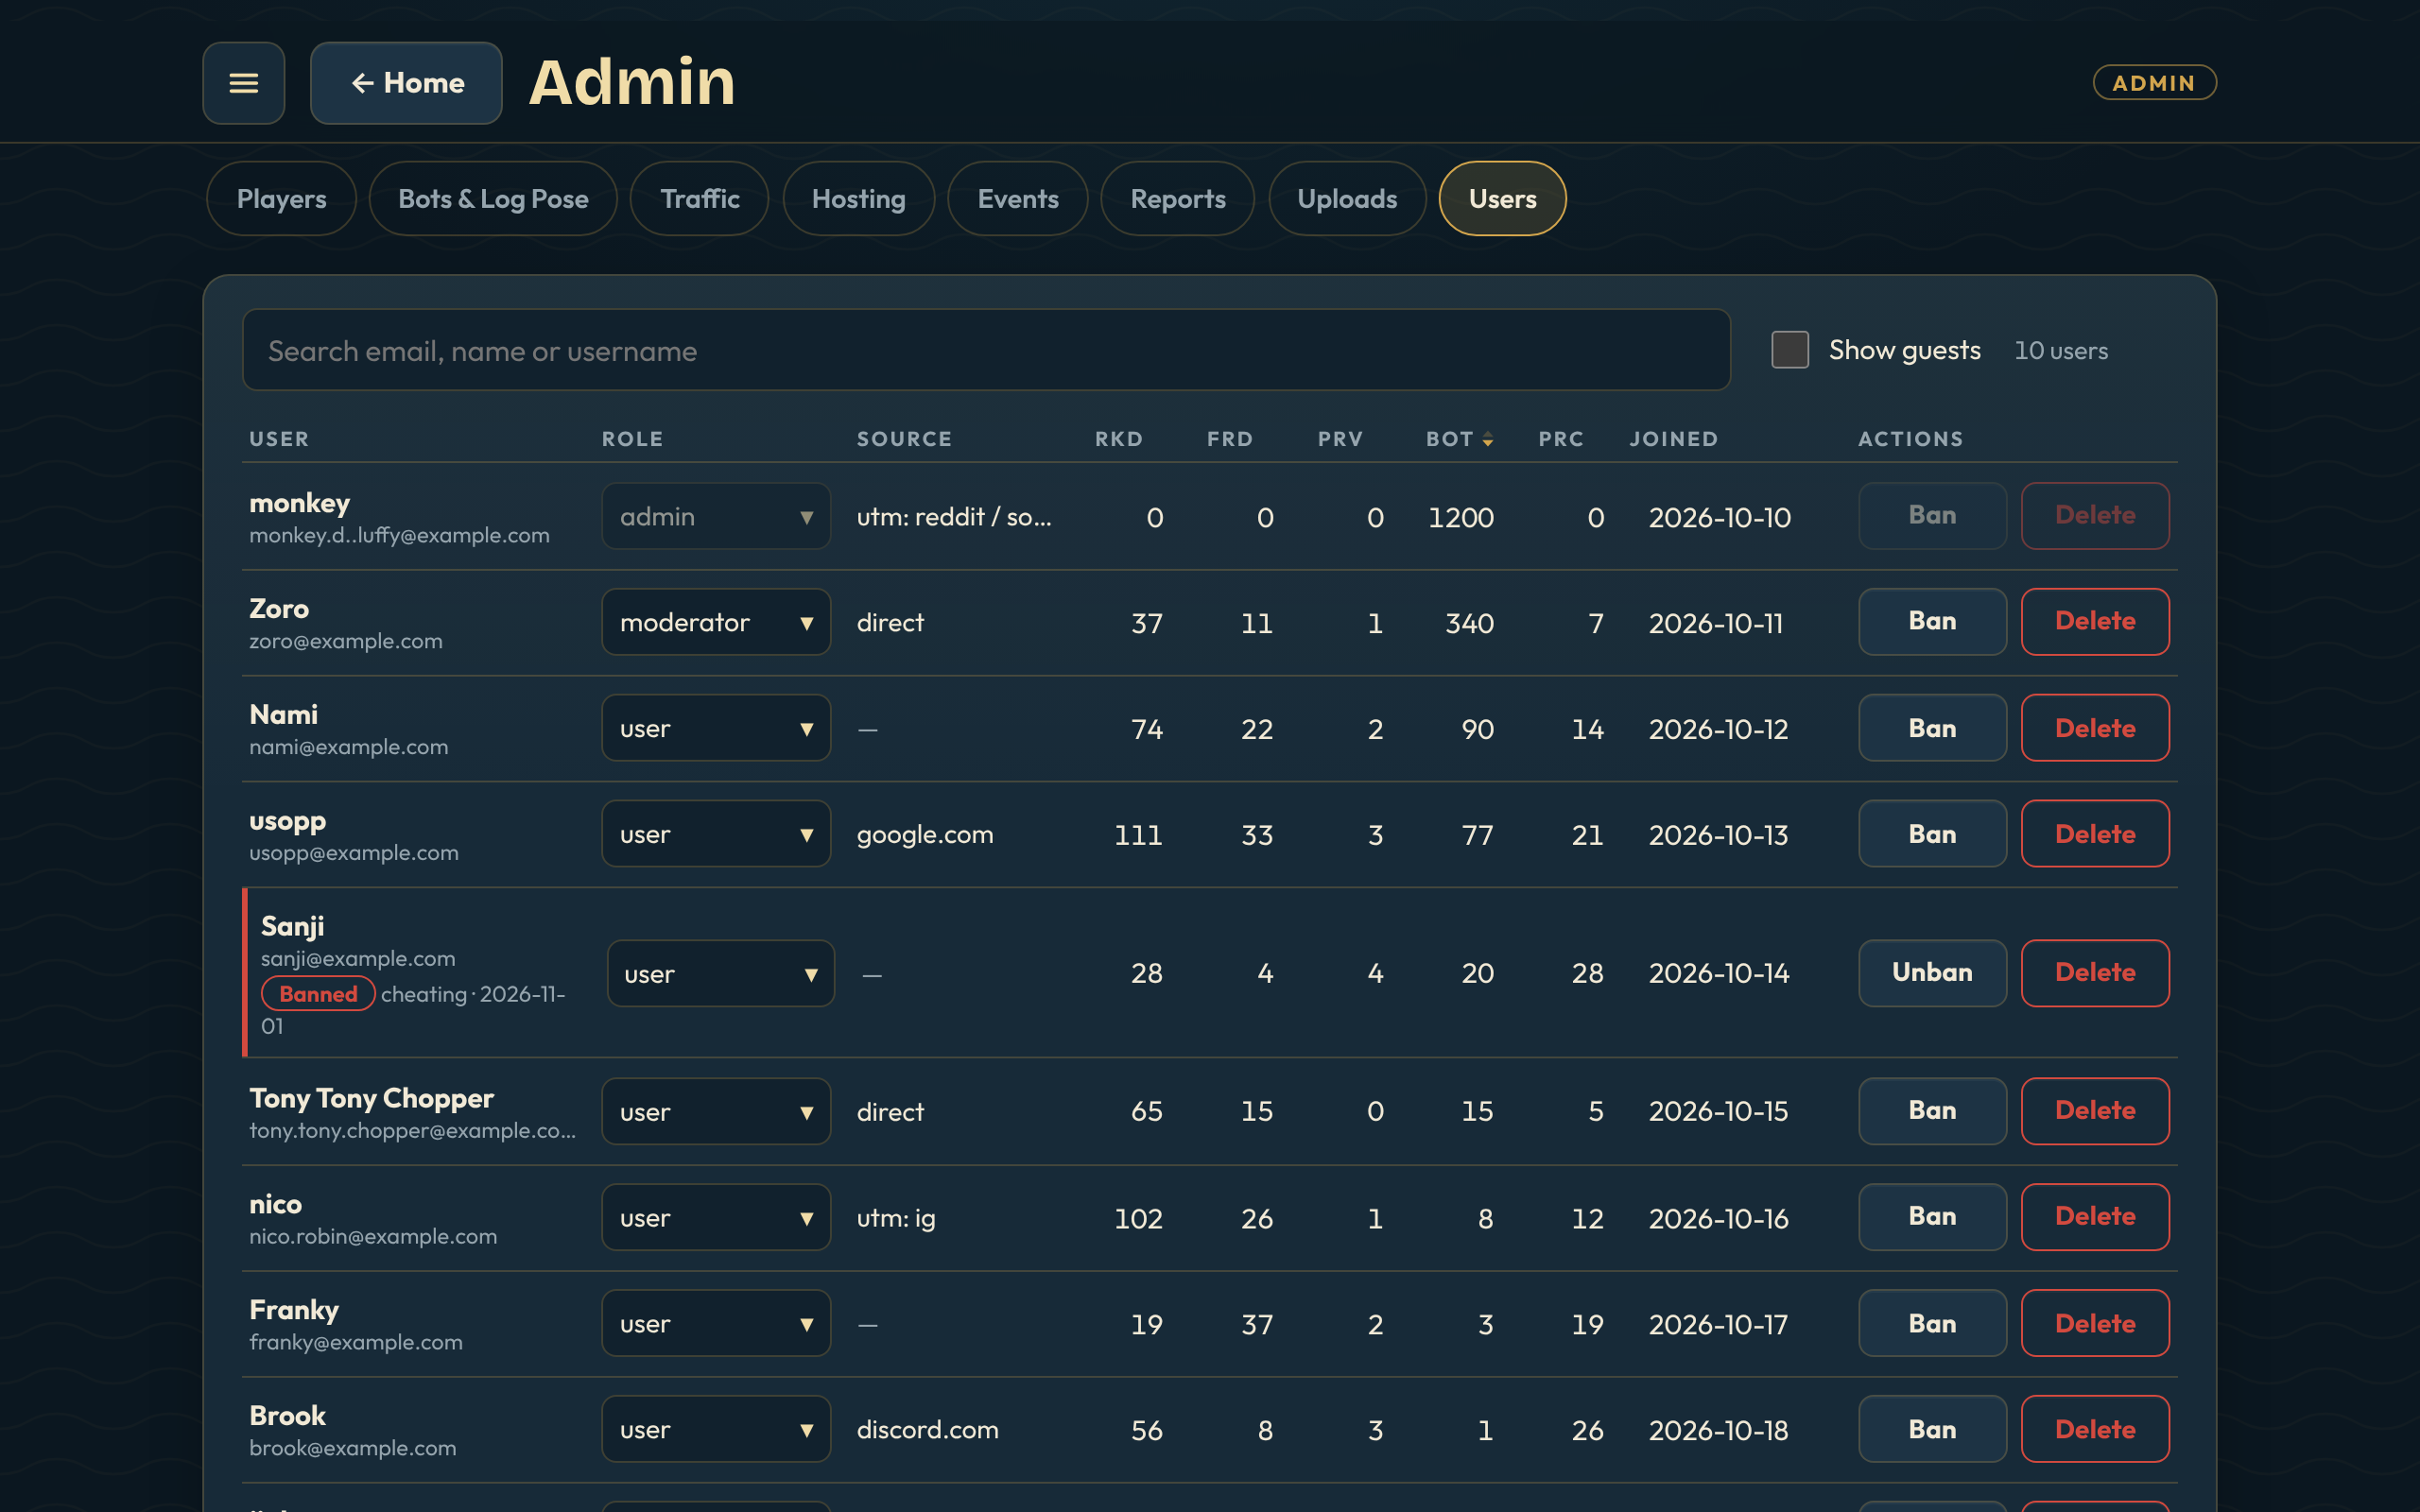 ← Home
Admin
ADMIN
Players
Bots & Log Pose
Traffic
Hosting
Events
Reports
Uploads
Users
Search email, name or username
Show guests
10 users
USER ROLE SOURCE RKD FRD PRV BOT PRC JOINED ACTIONS
monkey
monkey.d..luffy@example.com
admin ▼ utm: reddit / so... 0 0 0 1200 0 2026-10-10 Ban Delete
Zoro
zoro@example.com
moderator ▼ direct 37 11 1 340 7 2026-10-11 Ban Delete
Nami
nami@example.com
user ▼ — 74 22 2 90 14 2026-10-12 Ban Delete
usopp
usopp@example.com
user ▼ google.com 111 33 3 77 21 2026-10-13 Ban Delete
Sanji
sanji@example.com
Banned cheating · 2026-11-
01
user ▼ — 28 4 4 20 28 2026-10-14 Unban Delete
Tony Tony Chopper
tony.tony.chopper@example.co...
user ▼ direct 65 15 0 15 5 2026-10-15 Ban Delete
nico
nico.robin@example.com
user ▼ utm: ig 102 26 1 8 12 2026-10-16 Ban Delete
Franky
franky@example.com
user ▼ — 19 37 2 3 19 2026-10-17 Ban Delete
Brook
brook@example.com
user ▼ discord.com 56 8 3 1 26 2026-10-18 Ban Delete